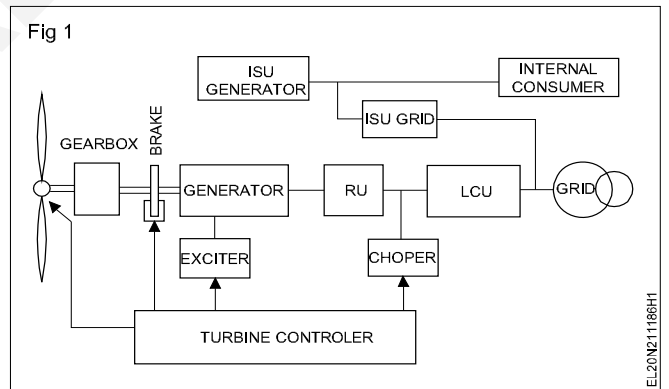 Fig 1
ISU
GENERATOR
INTERNAL
CONSUMER
ISU GRID
GEARBOX
BRAKE
GENERATOR
RU
LCU
GRID
EXCITER
CHOPER
TURBINE CONTROLER
EL20N211186H1